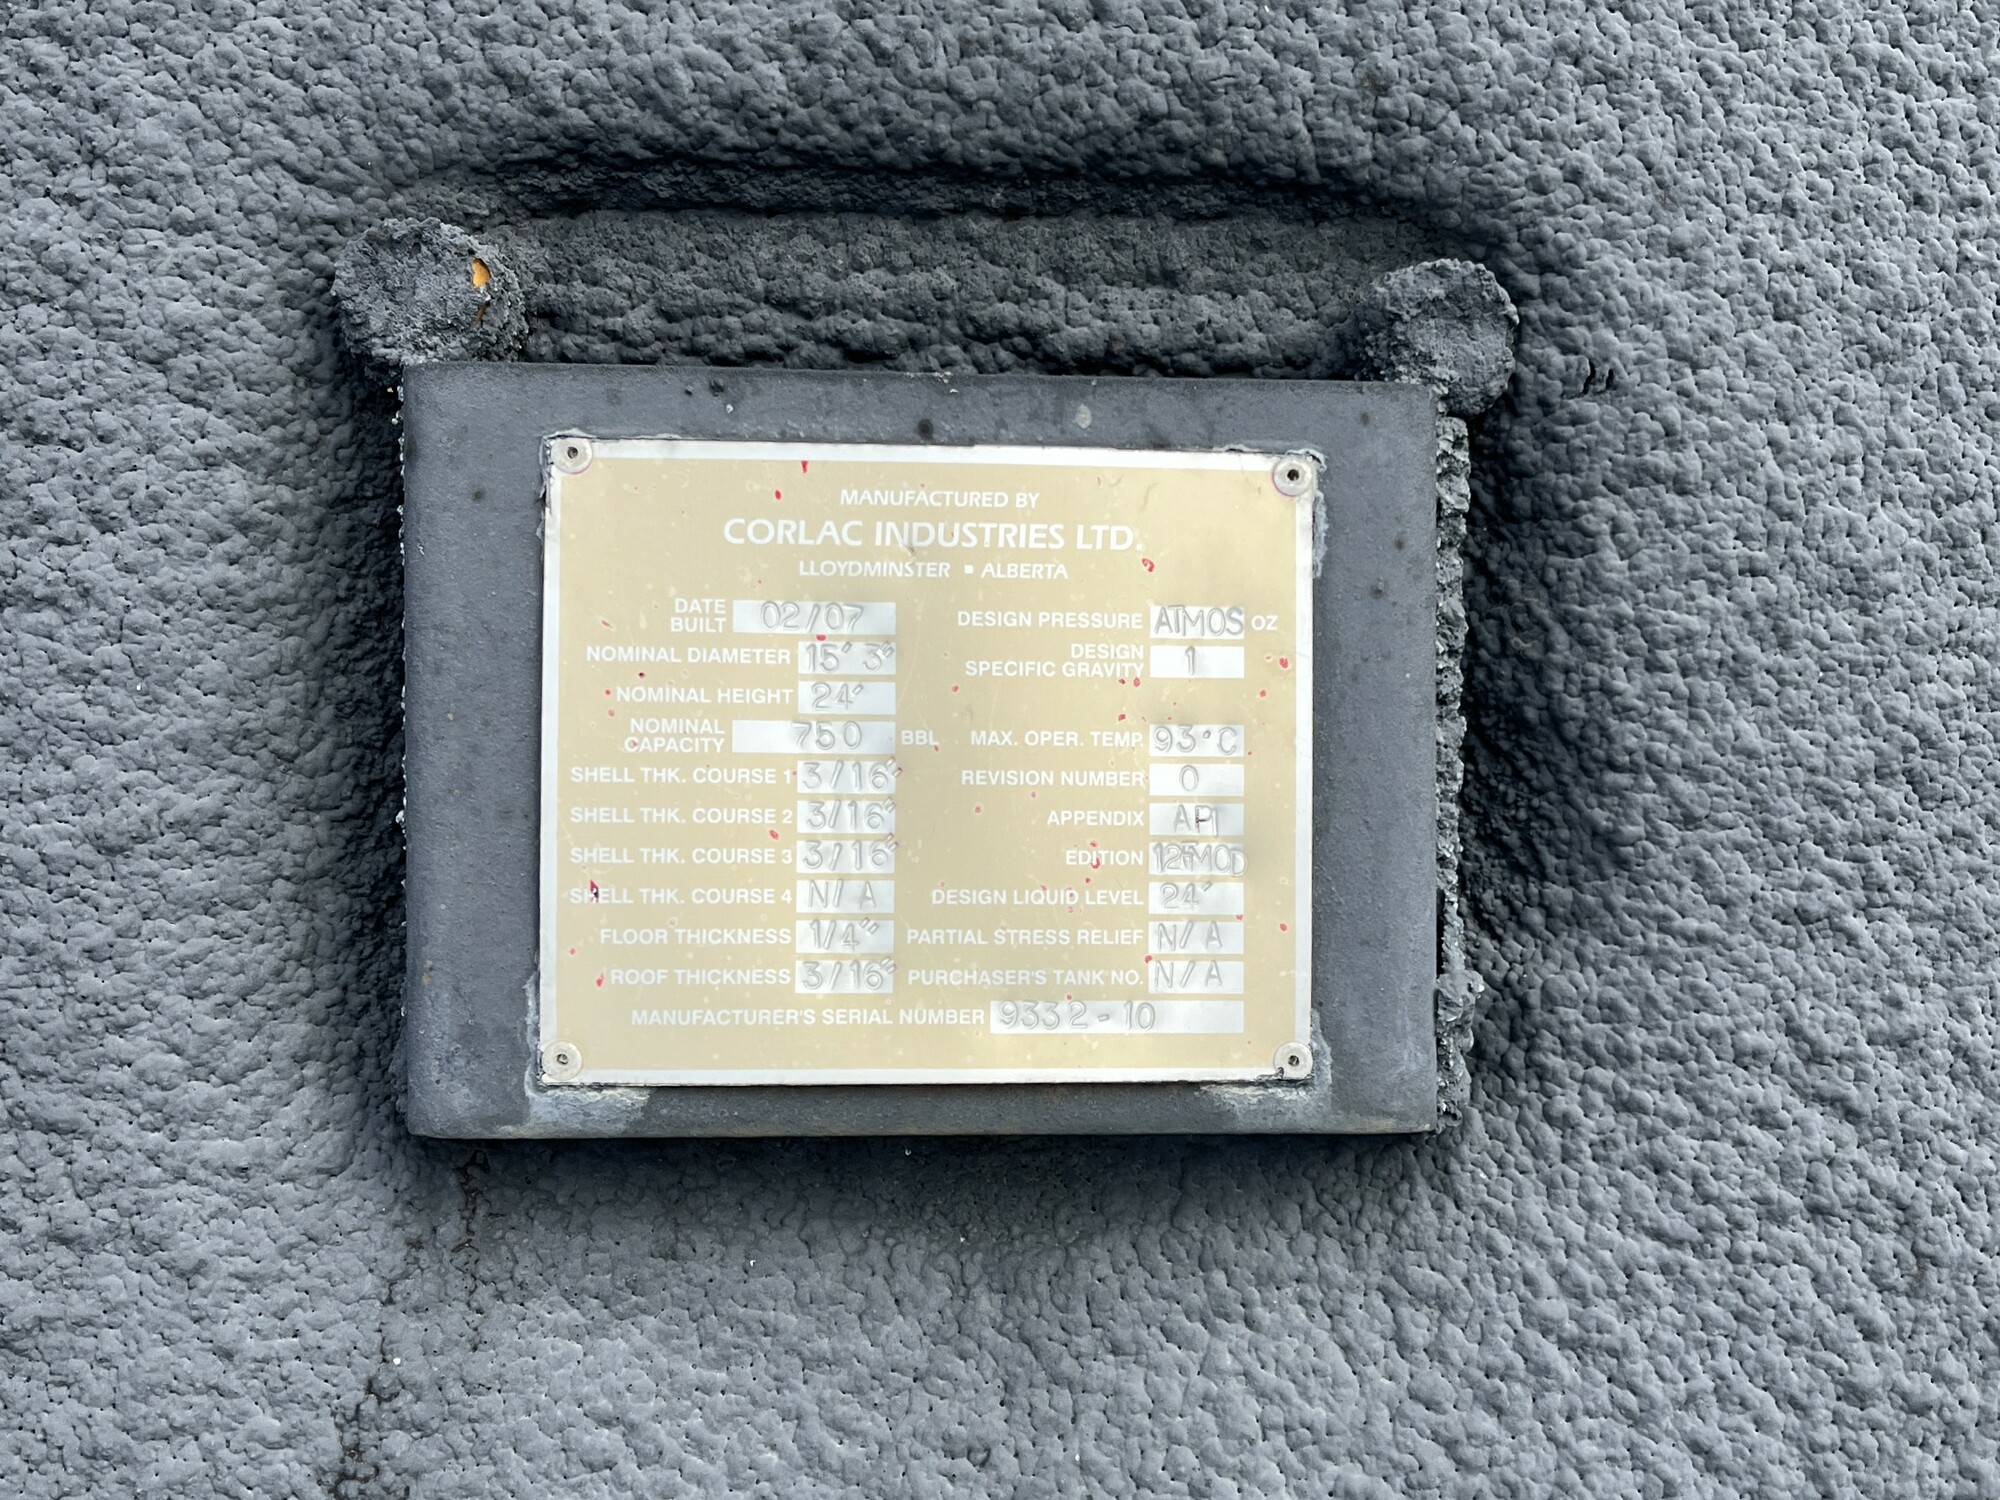 MANUFACTURED BY
CORLAC INDUSTRIES LTD.
LLOYDMINSTER ▪ ALBERTA
DATE BUILT 02/07
NOMINAL DIAMETER 15' 3"
NOMINAL HEIGHT 24'
NOMINAL CAPACITY 750 BBL
SHELL THK. COURSE 1 3/16"
SHELL THK. COURSE 2 3/16"
SHELL THK. COURSE 3 3/16"
SHELL THK. COURSE 4 N/A
FLOOR THICKNESS 1/4"
ROOF THICKNESS 3/16"
DESIGN PRESSURE ATMOS OZ
DESIGN SPECIFIC GRAVITY 1
MAX. OPER. TEMP. 93°C
REVISION NUMBER 0
APPENDIX API
EDITION 12FMOD
DESIGN LIQUID LEVEL 24'
PARTIAL STRESS RELIEF N/A
PURCHASER'S TANK NO. N/A
MANUFACTURER'S SERIAL NUMBER 9332-10